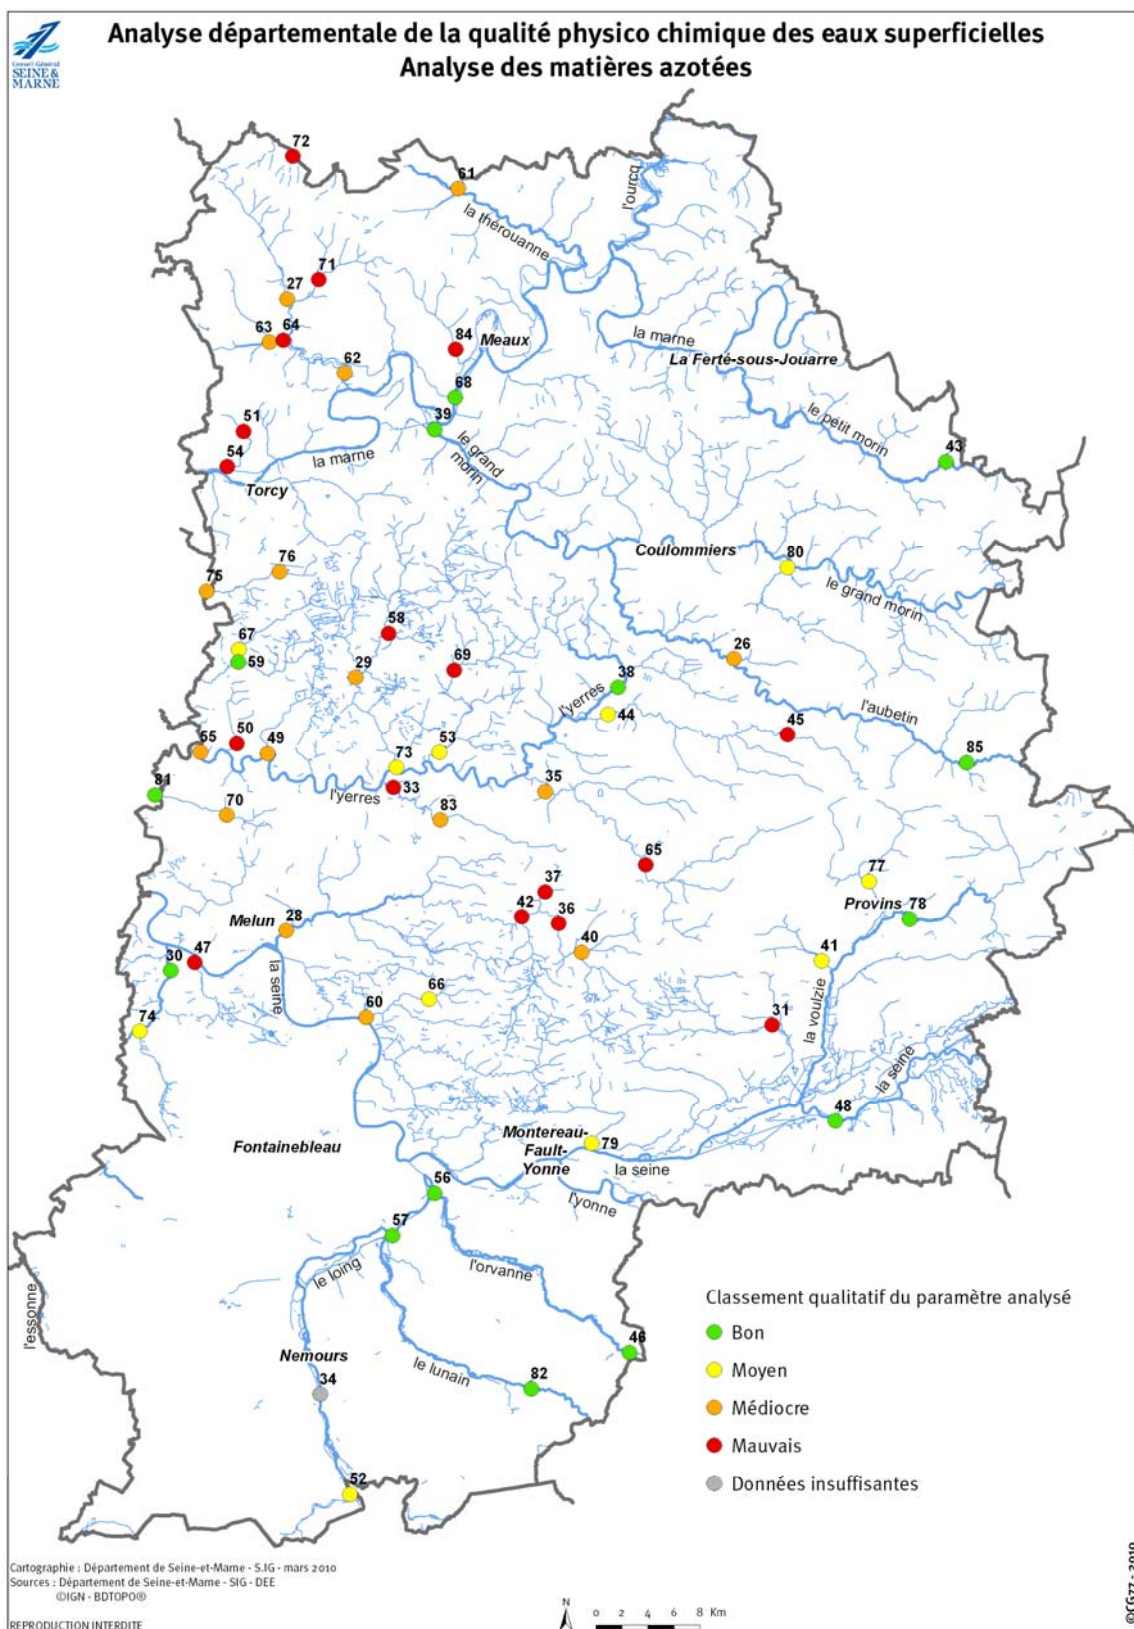 Analyse départementale de la qualité physico chimique des eaux superficielles
Analyse des matières azotées
Conseil Général
SEINE &
MARNE
72
61
l'ourcq
la thérouanne
71
27
63
64
84
Meaux
la marne
La Ferté-sous-Jouarre
62
68
39
le petit morin
51
le grand
morin
43
54
la marne
Torcy
Coulommiers
80
76
75
le grand morin
58
67
26
59
29
69
38
l'yerres
44
l'aubetin
45
50
49
55
53
85
73
81
35
33
l'yerres
70
83
65
77
37
Provins
78
42
36
Melun
28
40
41
47
30
la seine
66
60
31
la voulzie
74
la seine
48
Fontainebleau
Montereau-
Fault-
Yonne
79
la seine
56
l'yonne
57
l'orvanne
le loing
l'essonne
Classement qualitatif du paramètre analysé
Bon
46
Nemours
le lunain
Moyen
82
34
Médiocre
Mauvais
Données insuffisantes
52
Cartographie : Département de Seine-et-Marne - S.IG - mars 2010
Sources : Département de Seine-et-Marne - SIG - DEE
©IGN - BDTOPO®
REPRODUCTION INTERDITE
N
0 2 4 6 8 Km
©CG77 - 2010